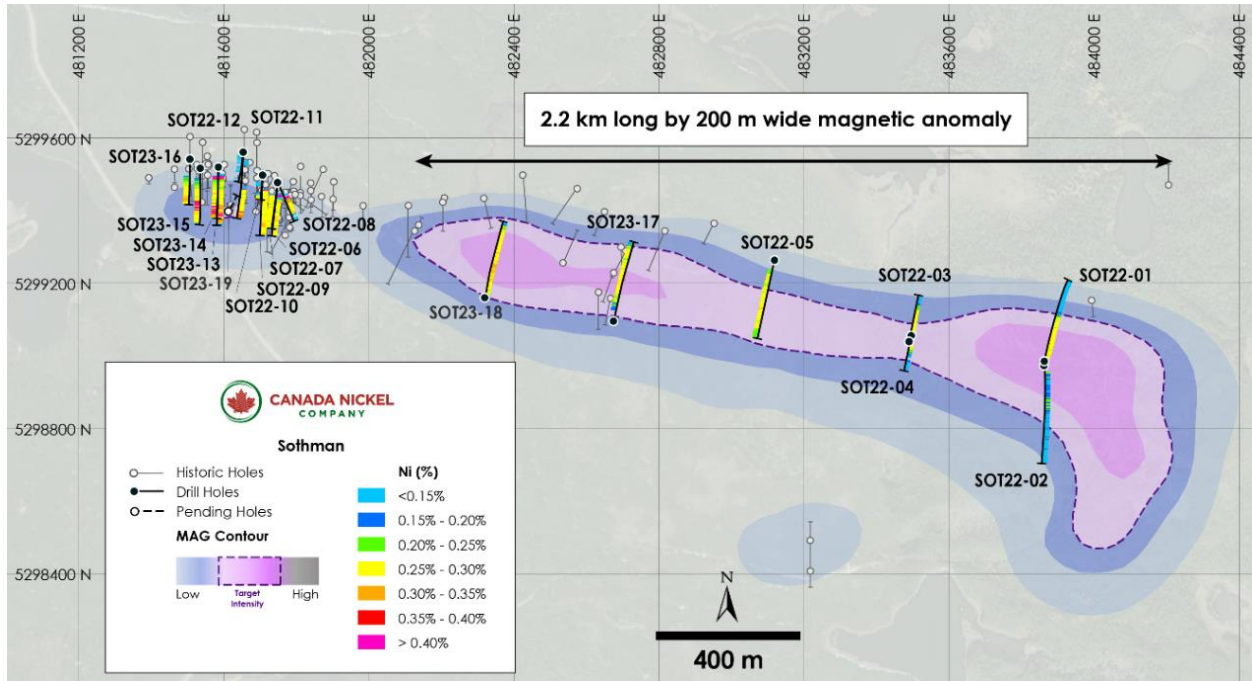 481200 E
481600 E
482000 E
482400 E
482800 E
483200 E
483600 E
484000 E
484400 E
2.2 km long by 200 m wide magnetic anomaly
5299600 N
5299200 N
5298800 N
5298400 N
SOT22-12
SOT22-11
SOT23-16
SOT23-15
SOT23-14
SOT23-13
SOT23-19
SOT22-10
SOT22-09
SOT22-07
SOT22-06
SOT22-08
SOT23-17
SOT23-18
SOT22-05
SOT22-03
SOT22-04
SOT22-01
SOT22-02
CANADA NICKEL
COMPANY
Sothman
Historic Holes
Drill Holes
Pending Holes
MAG Contour
Low
Target
Intensity
High
Ni (%)
<0.15%
0.15% - 0.20%
0.20% - 0.25%
0.25% - 0.30%
0.30% - 0.35%
0.35% - 0.40%
> 0.40%
N
400 m